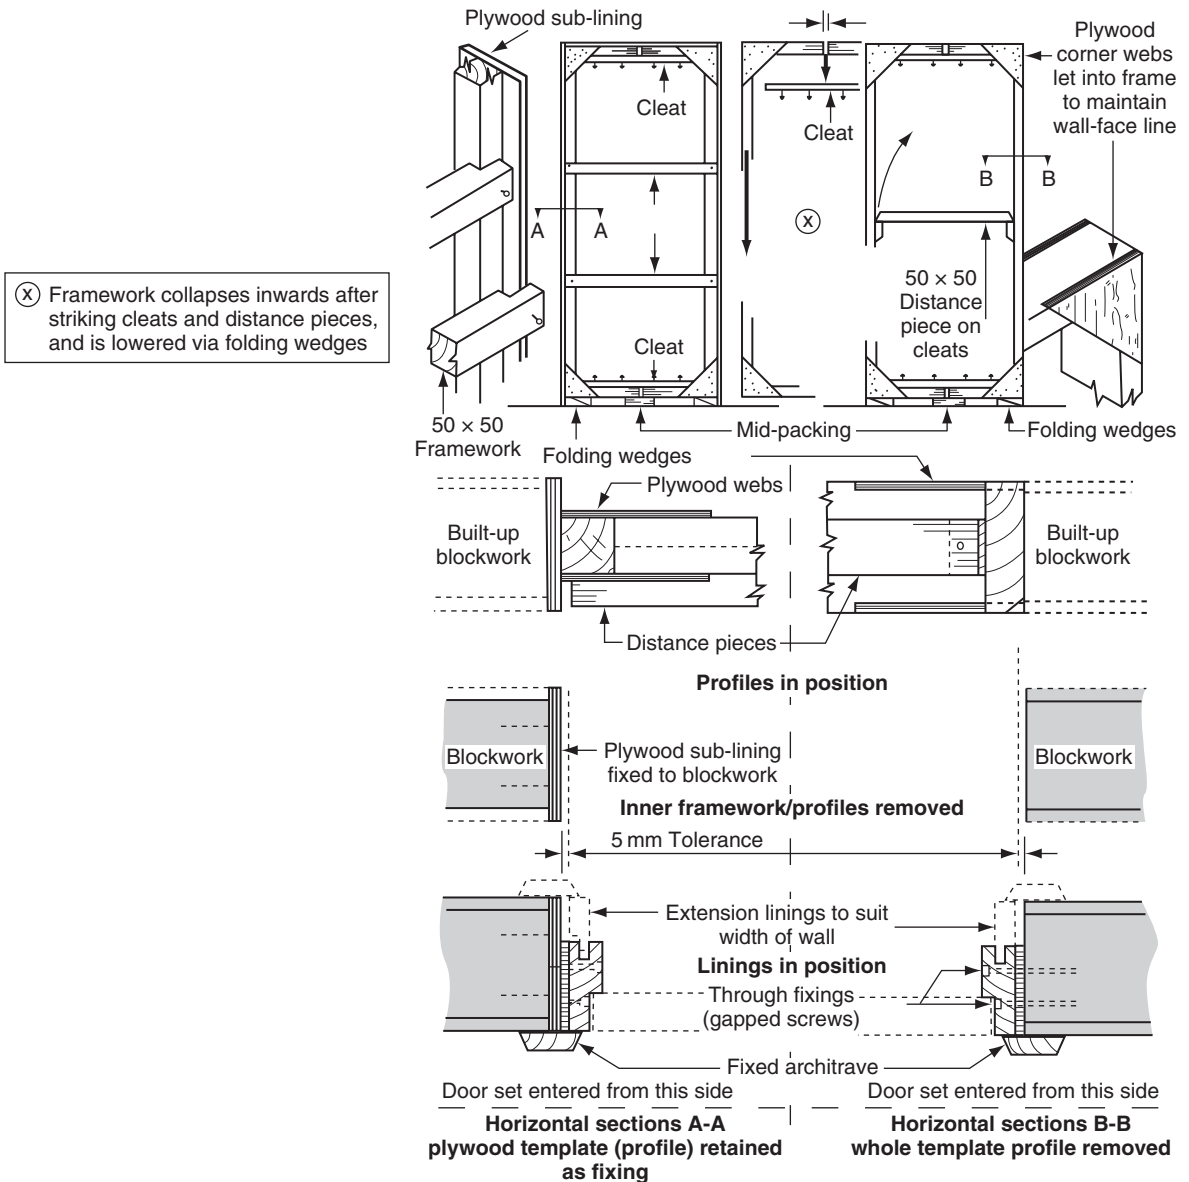 Plywood sub-lining
Cleat
Cleat
Plywood
corner webs
let into frame
to maintain
wall-face line
A
A
B
B
X
50 × 50
Distance
piece on
cleats
X Framework collapses inwards after
striking cleats and distance pieces,
and is lowered via folding wedges
Cleat
50 × 50
Framework
Mid-packing
Folding wedges
Folding wedges
Plywood webs
Built-up
blockwork
Built-up
blockwork
Distance pieces
Profiles in position
Blockwork
Plywood sub-lining
fixed to blockwork
Blockwork
Inner framework/profiles removed
5 mm Tolerance
Extension linings to suit
width of wall
Linings in position
Through fixings
(gapped screws)
Fixed architrave
Door set entered from this side
Door set entered from this side
Horizontal sections A-A
plywood template (profile) retained
as fixing
Horizontal sections B-B
whole template profile removed